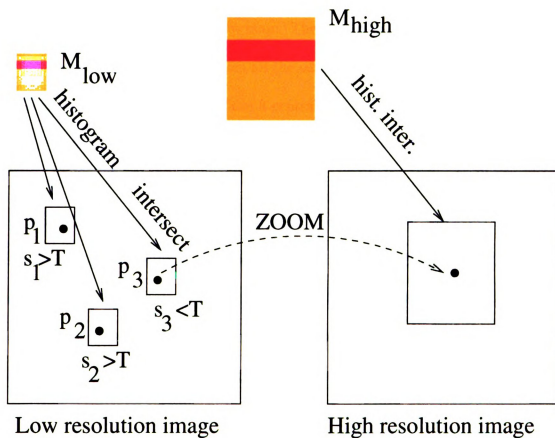 M_low
M_high
histogram
intersect
hist. inter.
ZOOM
p_1
s_1>T
p_3
s_3<T
p_2
s_2>T
Low resolution image
High resolution image